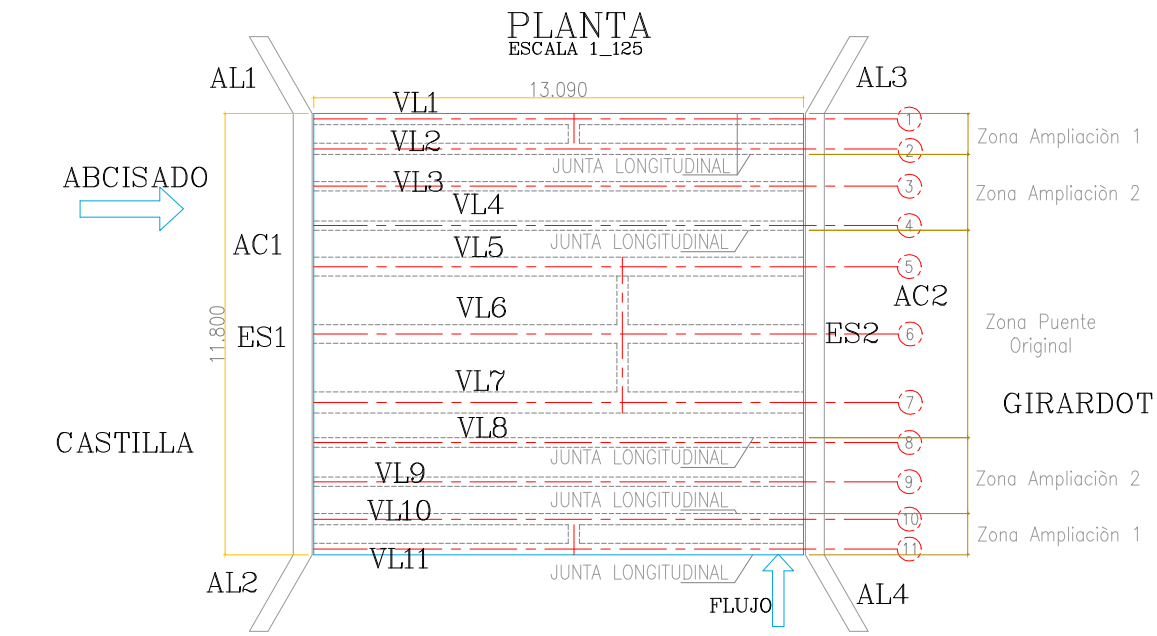 PLANTA
ESCALA 1_125
AL1
AL3
13.090
VL1
1
Zona Ampliaciòn 1
VL2
2
JUNTA LONGITUDINAL
ABCISADO
VL3
3
Zona Ampliaciòn 2
VL4
4
AC1
VL5
JUNTA LONGITUDINAL
5
AC2
11.800
VL6
ES1
ES2
6
Zona Puente
Original
VL7
7
GIRARDOT
CASTILLA
VL8
8
JUNTA LONGITUDINAL
VL9
9
Zona Ampliaciòn 2
JUNTA LONGITUDINAL
VL10
10
Zona Ampliaciòn 1
VL11
11
JUNTA LONGITUDINAL
AL2
AL4
FLUJO